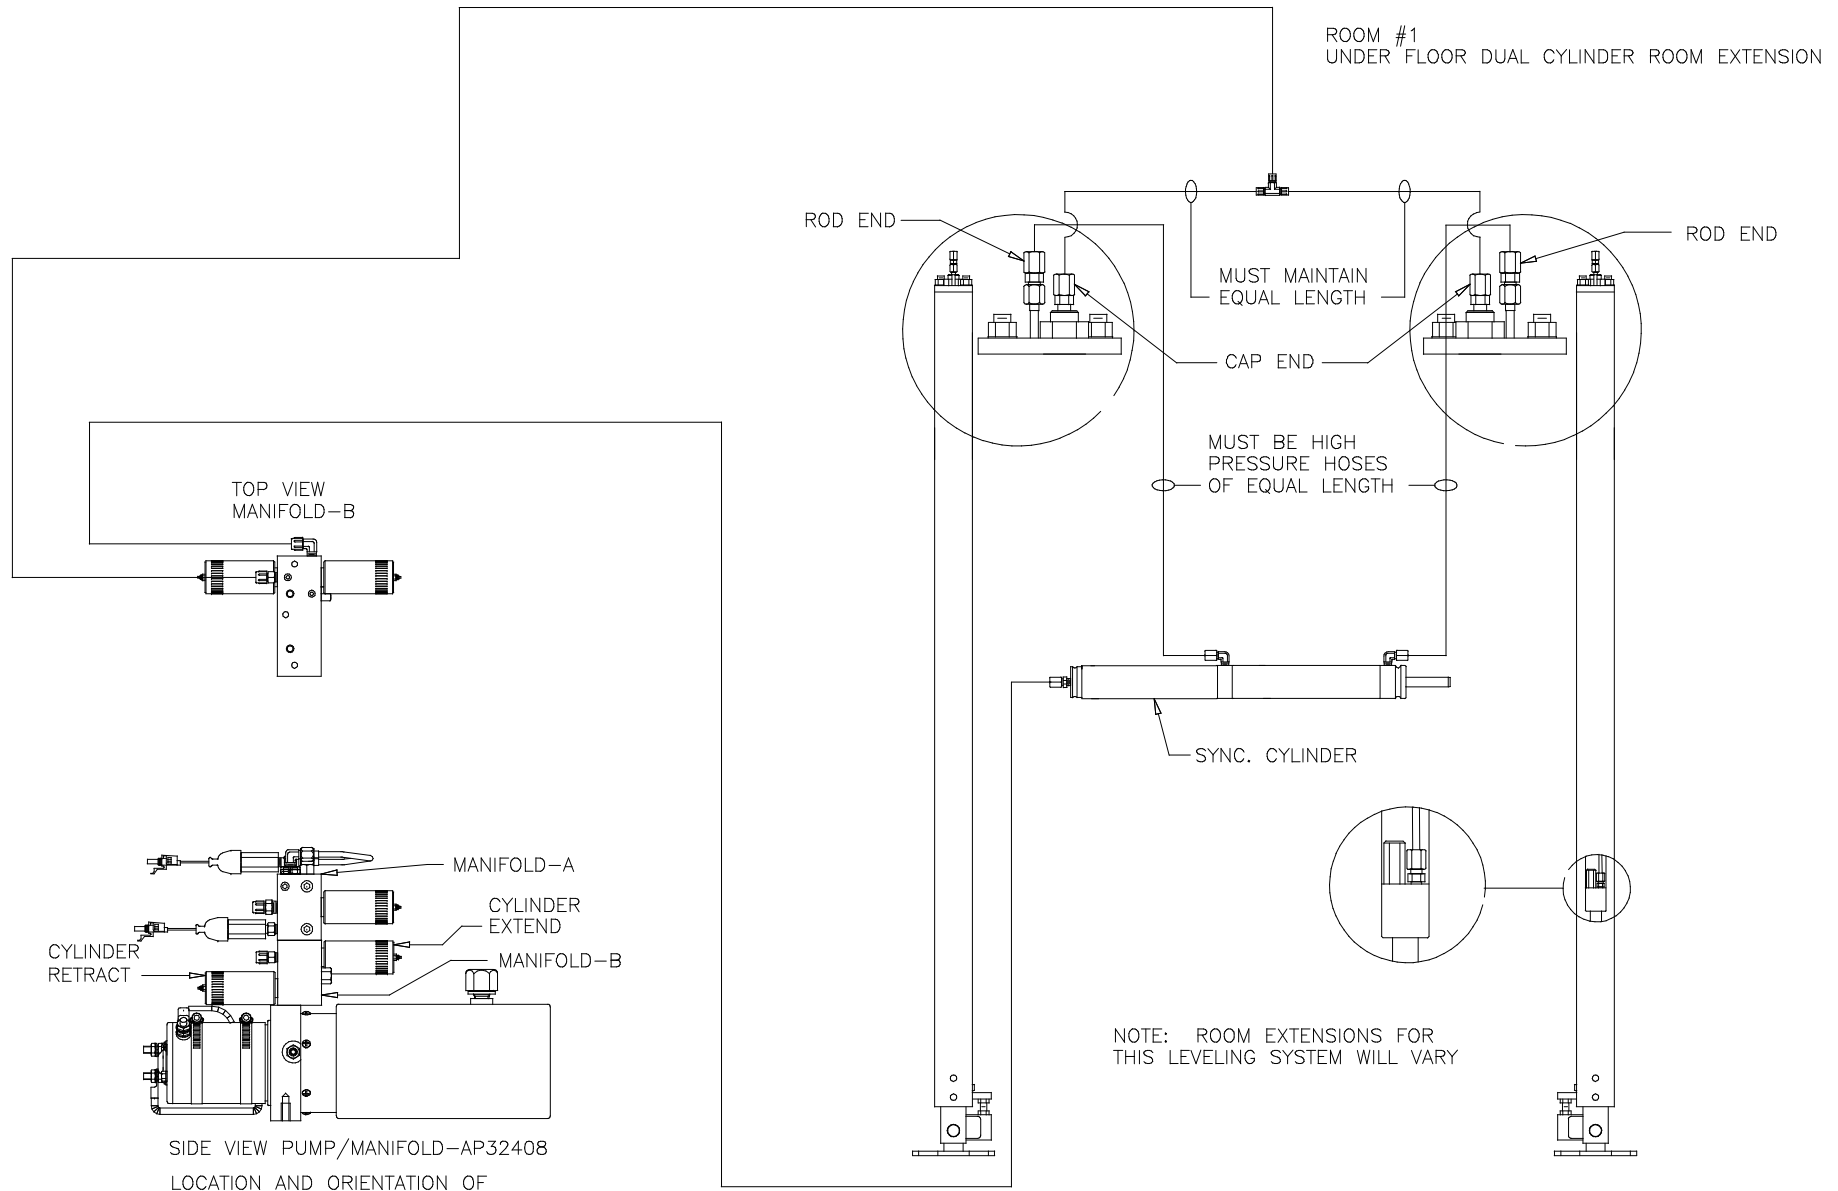 ROOM #1
UNDER FLOOR DUAL CYLINDER ROOM EXTENSION
ROD END
ROD END
MUST MAINTAIN
EQUAL LENGTH
CAP END
MUST BE HIGH
PRESSURE HOSES
OF EQUAL LENGTH
TOP VIEW
MANIFOLD-B
SYNC. CYLINDER
MANIFOLD-A
CYLINDER
EXTEND
CYLINDER
RETRACT
MANIFOLD-B
NOTE: ROOM EXTENSIONS FOR
THIS LEVELING SYSTEM WILL VARY
SIDE VIEW PUMP/MANIFOLD-AP32408
LOCATION AND ORIENTATION OF